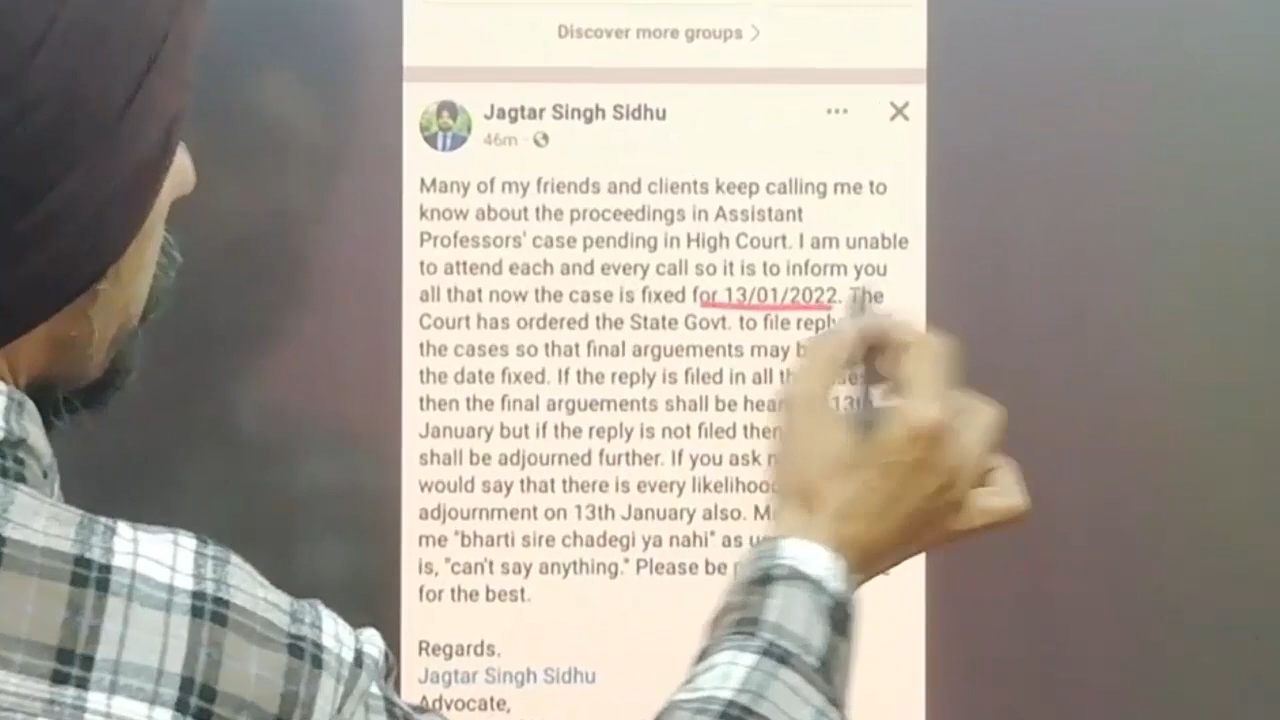 Discover more groups
Jagtar Singh Sidhu
46m
Many of my friends and clients keep calling me to
know about the proceedings in Assistant
Professors' case pending in High Court. I am unable
to attend each and every call so it is to inform you
all that now the case is fixed for 13/01/2022. The
Court has ordered the State Govt. to file
the cases so that final arguements may
the date fixed. If the reply is filed in all
then the final arguements shall be
January but if the reply is not filed
shall be adjourned further. If you ask
would say that there is every
adjournment on 13th January also.
me "bharti sire chadegi ya nahi" as
is, "can't say anything." Please be
for the best.
Regards.
Jagtar Singh Sidhu
Advocate,